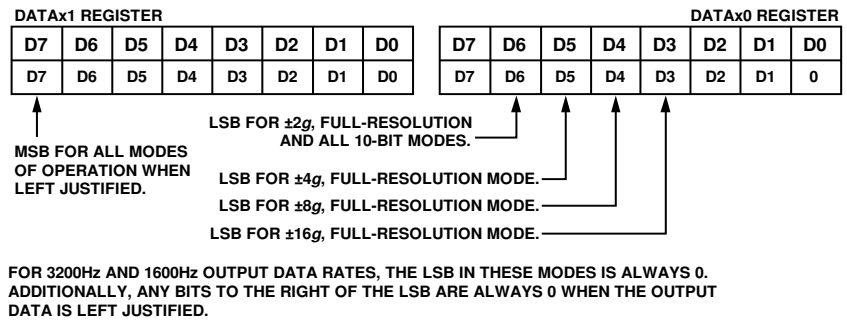 DATAx1 REGISTER DATAx0 REGISTER
D7 D6 D5 D4 D3 D2 D1 D0 D7 D6 D5 D4 D3 D2 D1 D0
D7 D6 D5 D4 D3 D2 D1 D0 D7 D6 D5 D4 D3 D2 D1 0
MSB FOR ALL MODES
OF OPERATION WHEN
LEFT JUSTIFIED.
LSB FOR ±2g, FULL-RESOLUTION
AND ALL 10-BIT MODES.
LSB FOR ±4g, FULL-RESOLUTION MODE.
LSB FOR ±8g, FULL-RESOLUTION MODE.
LSB FOR ±16g, FULL-RESOLUTION MODE.
FOR 3200Hz AND 1600Hz OUTPUT DATA RATES, THE LSB IN THESE MODES IS ALWAYS 0.
ADDITIONALLY, ANY BITS TO THE RIGHT OF THE LSB ARE ALWAYS 0 WHEN THE OUTPUT
DATA IS LEFT JUSTIFIED.